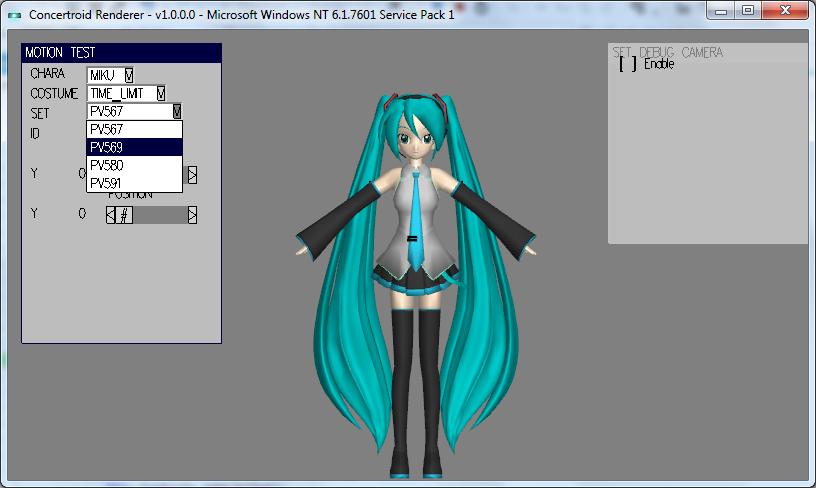 Concertroid Renderer - v1.0.0.0 - Microsoft Windows NT 6.1.7601 Service Pack 1
MOTION TEST
CHARA MIKU V
COSTUME TIME_LIMIT V
SET PV567 V
ID
PV567
PV569
PV580
PV591
Y 0 >
POSITION
Y 0 < # >
SET DEBUG CAMERA
[ ] Enable